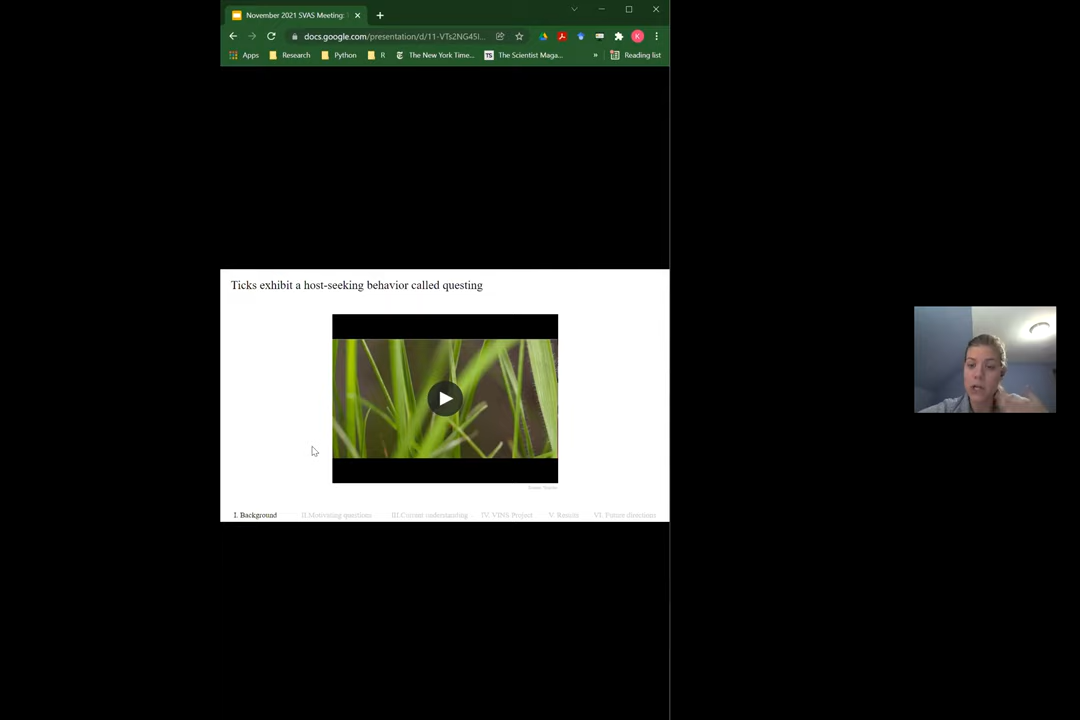 November 2021 SVAS Meeting:
docs.google.com/presentation/d/11-VTs2NG45I...
Apps Research Python R The New York Time... TS The Scientist Maga... » Reading list
K
Ticks exhibit a host-seeking behavior called questing
I. Background II.Motivating questions III.Current understanding IV. VINS Project V. Results VI. Future directions